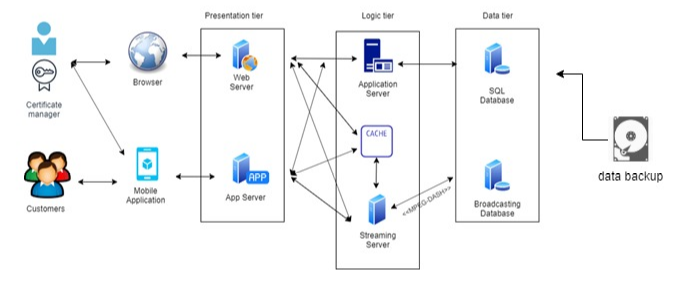 Presentation tier
Logic tier
Data tier
Certificate
manager
Browser
Web
Server
Application
Server
SQL
Database
CACHE
data backup
Customers
Mobile
Application
APP
App Server
Streaming
Server
<<MPEG-DASH>>
Broadcasting
Database